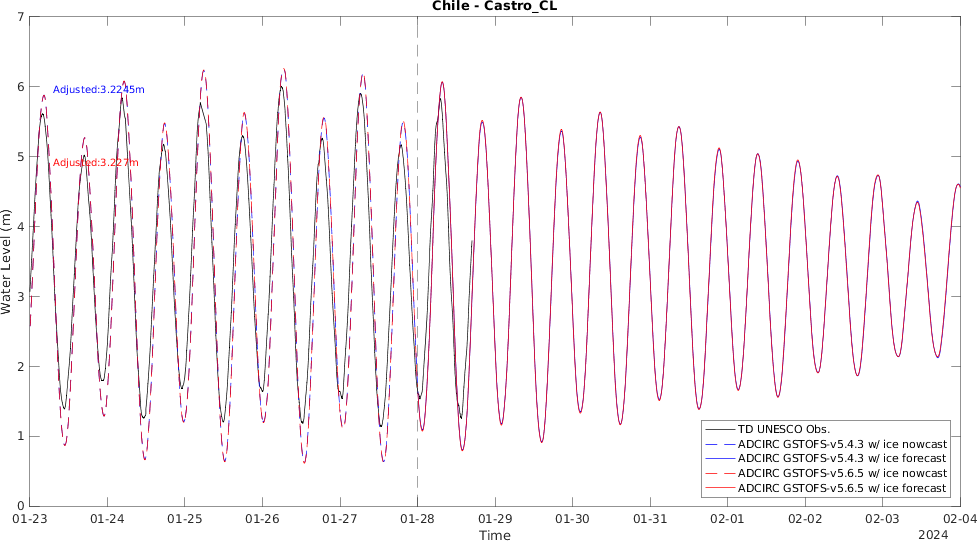 Chile - Castro_CL
7
6
5
4
3
2
1
0
Water Level (m)
Adjusted:3.2245m
Adjusted:3.227m
TD UNESCO Obs.
ADCIRC GSTOFS-v5.4.3 w/ ice nowcast
ADCIRC GSTOFS-v5.4.3 w/ ice forecast
ADCIRC GSTOFS-v5.6.5 w/ ice nowcast
ADCIRC GSTOFS-v5.6.5 w/ ice forecast
01-23 01-24 01-25 01-26 01-27 01-28 01-29 01-30 01-31 02-01 02-02 02-03 02-04
Time
2024